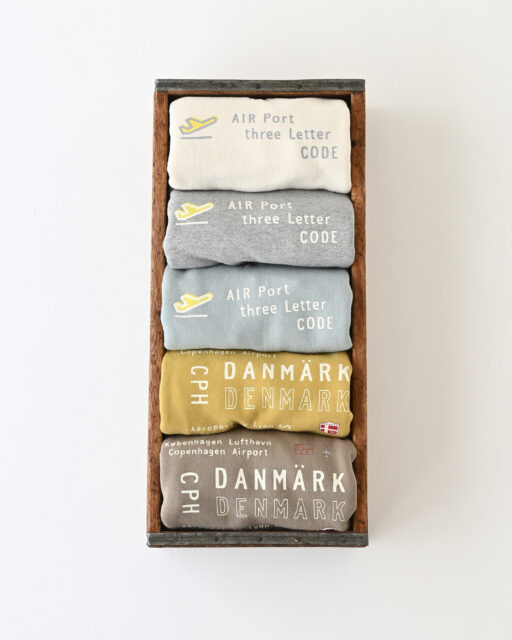 AIR Port
three Letter
CODE
AIR Port
three Letter
CODE
AIR Port
three Letter
CODE
Copenhagen Airport
CPH
DANMÄRK
DENMARK
København Lufthavn
Copenhagen Airport
CPH
DANMÄRK
DENMARK